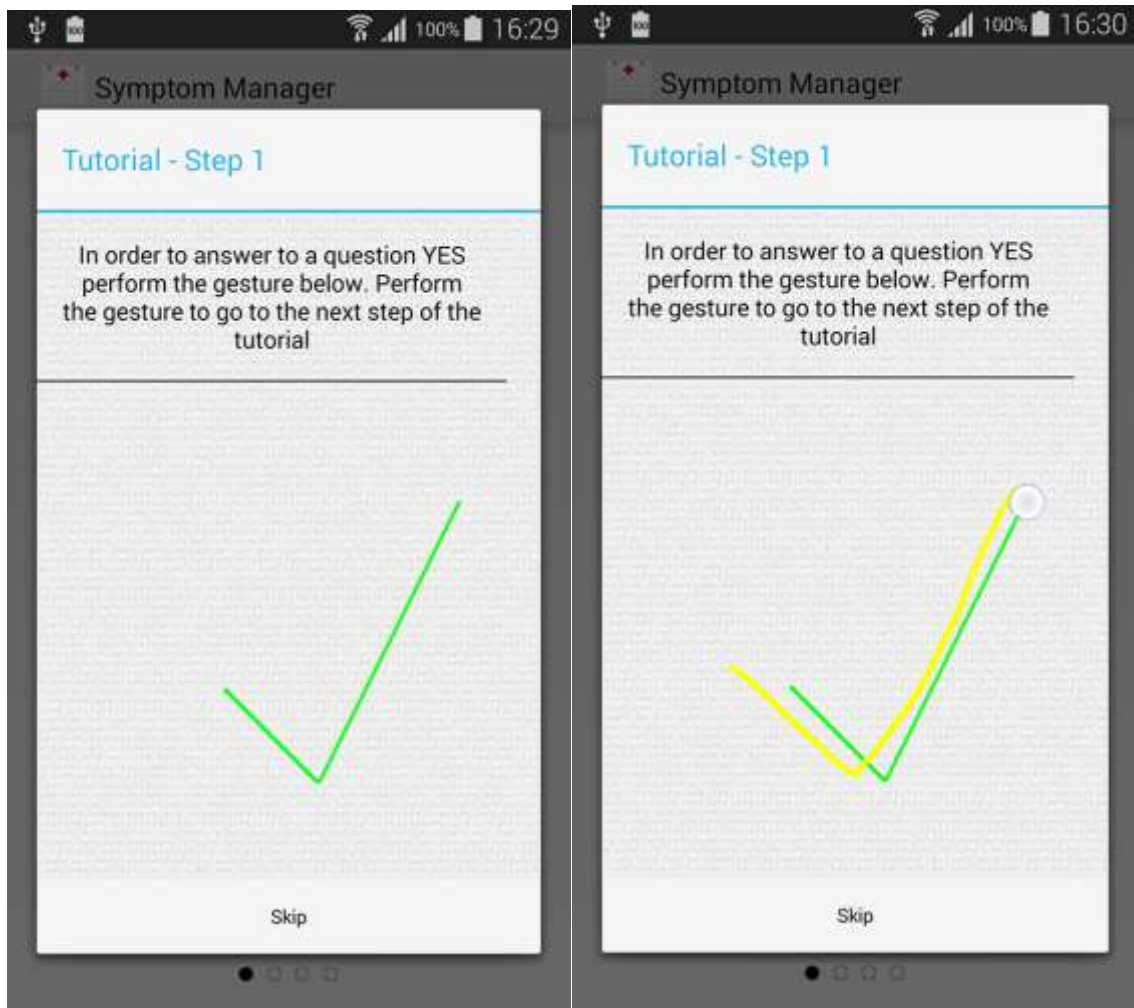 100% 16:29
Symptom Manager
Tutorial - Step 1
In order to answer to a question YES
perform the gesture below. Perform
the gesture to go to the next step of the
tutorial
Skip
100% 16:30
Symptom Manager
Tutorial - Step 1
In order to answer to a question YES
perform the gesture below. Perform
the gesture to go to the next step of the
tutorial
Skip